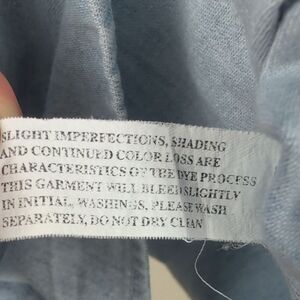 SLIGHT IMPERFECTIONS, SHADING
AND CONTINUED COLOR LOSS ARE
CHARACTERISTICS OF THE DYE PROCESS
THIS GARMENT WILL BLEED SLIGHTLY
IN INITIAL WASHINGS. PLEASE WASH
SEPARATELY, DO NOT DRY CLEAN